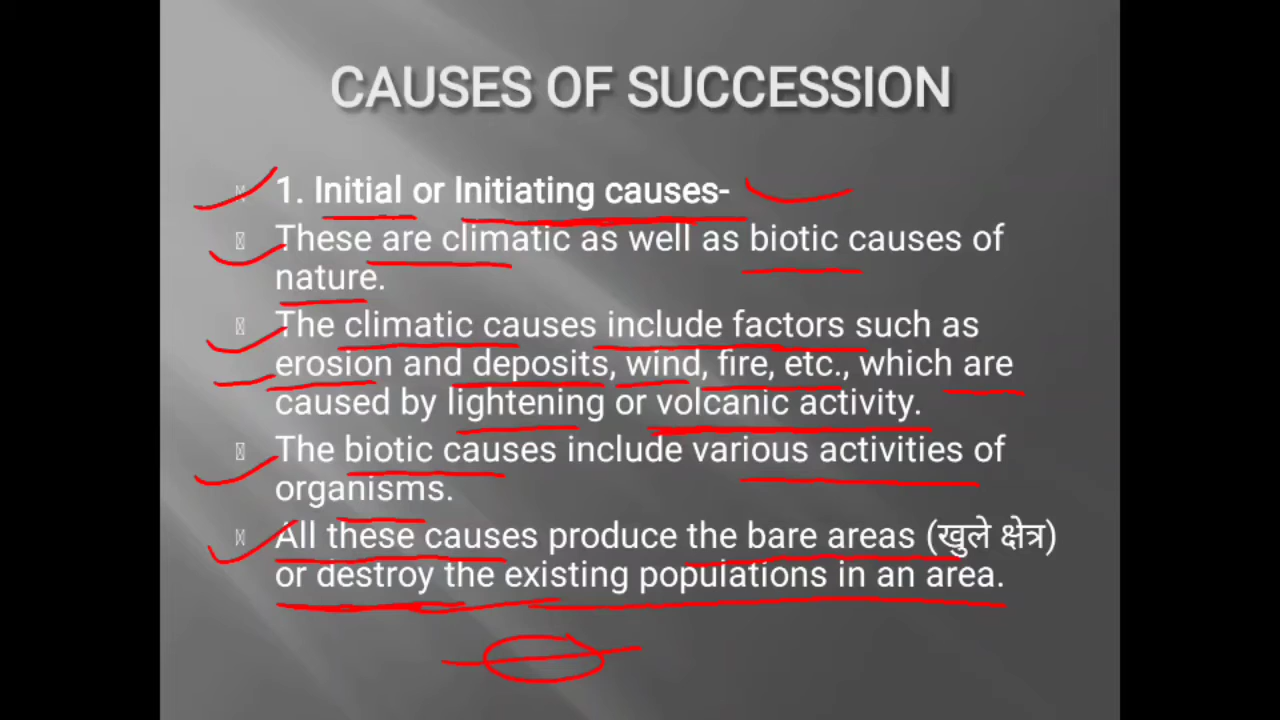 CAUSES OF SUCCESSION
1. Initial or Initiating causes-
These are climatic as well as biotic causes of
nature.
The climatic causes include factors such as
erosion and deposits, wind, fire, etc., which are
caused by lightening or volcanic activity.
The biotic causes include various activities of
organisms.
All these causes produce the bare areas (खुले क्षेत्र)
or destroy the existing populations in an area.